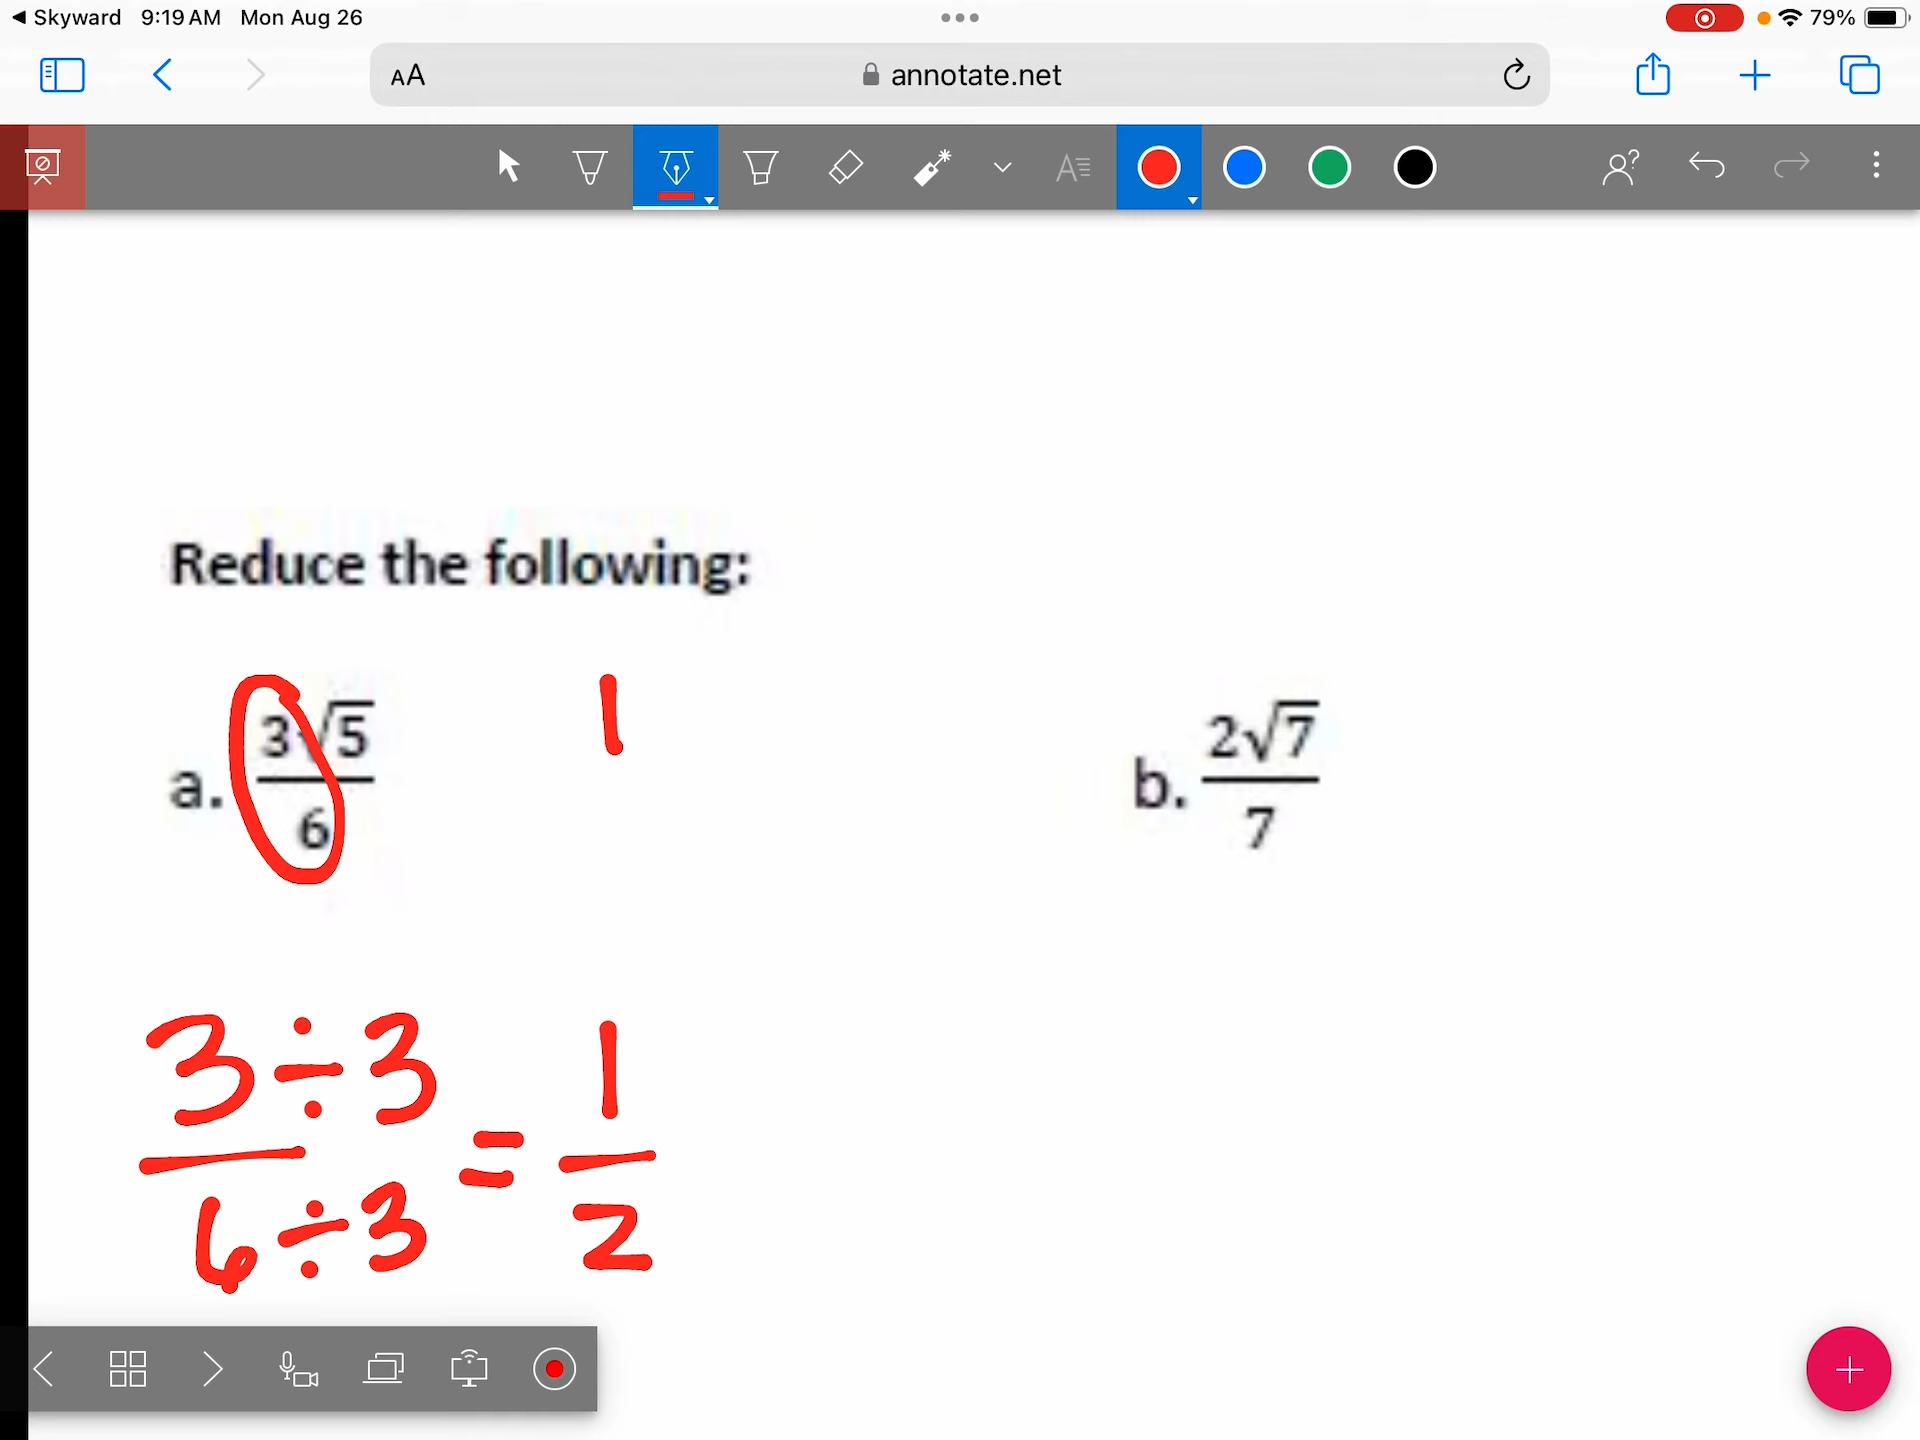 Skyward 9:19 AM Mon Aug 26 79%
AA annotate.net
Reduce the following:
a. 3√5/6 1
b. 2√7/7
3÷3/6÷3 = 1/2